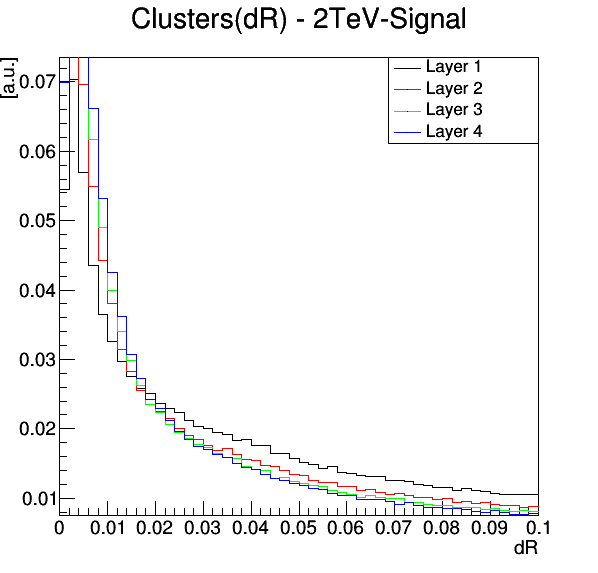 Clusters(dR) - 2TeV-Signal
[a.u.]
Layer 1
Layer 2
Layer 3
Layer 4
0.07
0.06
0.05
0.04
0.03
0.02
0.01
0 0.01 0.02 0.03 0.04 0.05 0.06 0.07 0.08 0.09 0.1
dR